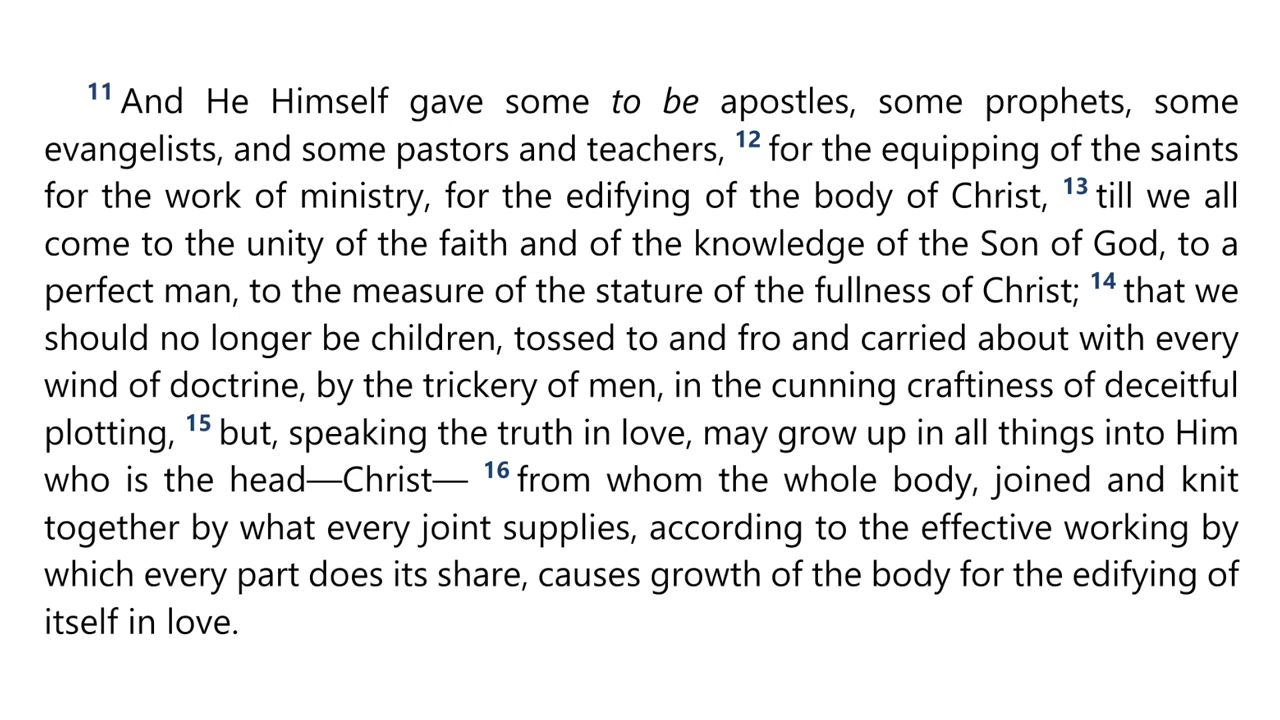 11 And He Himself gave some to be apostles, some prophets, some
evangelists, and some pastors and teachers, 12 for the equipping of the saints
for the work of ministry, for the edifying of the body of Christ, 13 till we all
come to the unity of the faith and of the knowledge of the Son of God, to a
perfect man, to the measure of the stature of the fullness of Christ; 14 that we
should no longer be children, tossed to and fro and carried about with every
wind of doctrine, by the trickery of men, in the cunning craftiness of deceitful
plotting, 15 but, speaking the truth in love, may grow up in all things into Him
who is the head—Christ— 16 from whom the whole body, joined and knit
together by what every joint supplies, according to the effective working by
which every part does its share, causes growth of the body for the edifying of
itself in love.